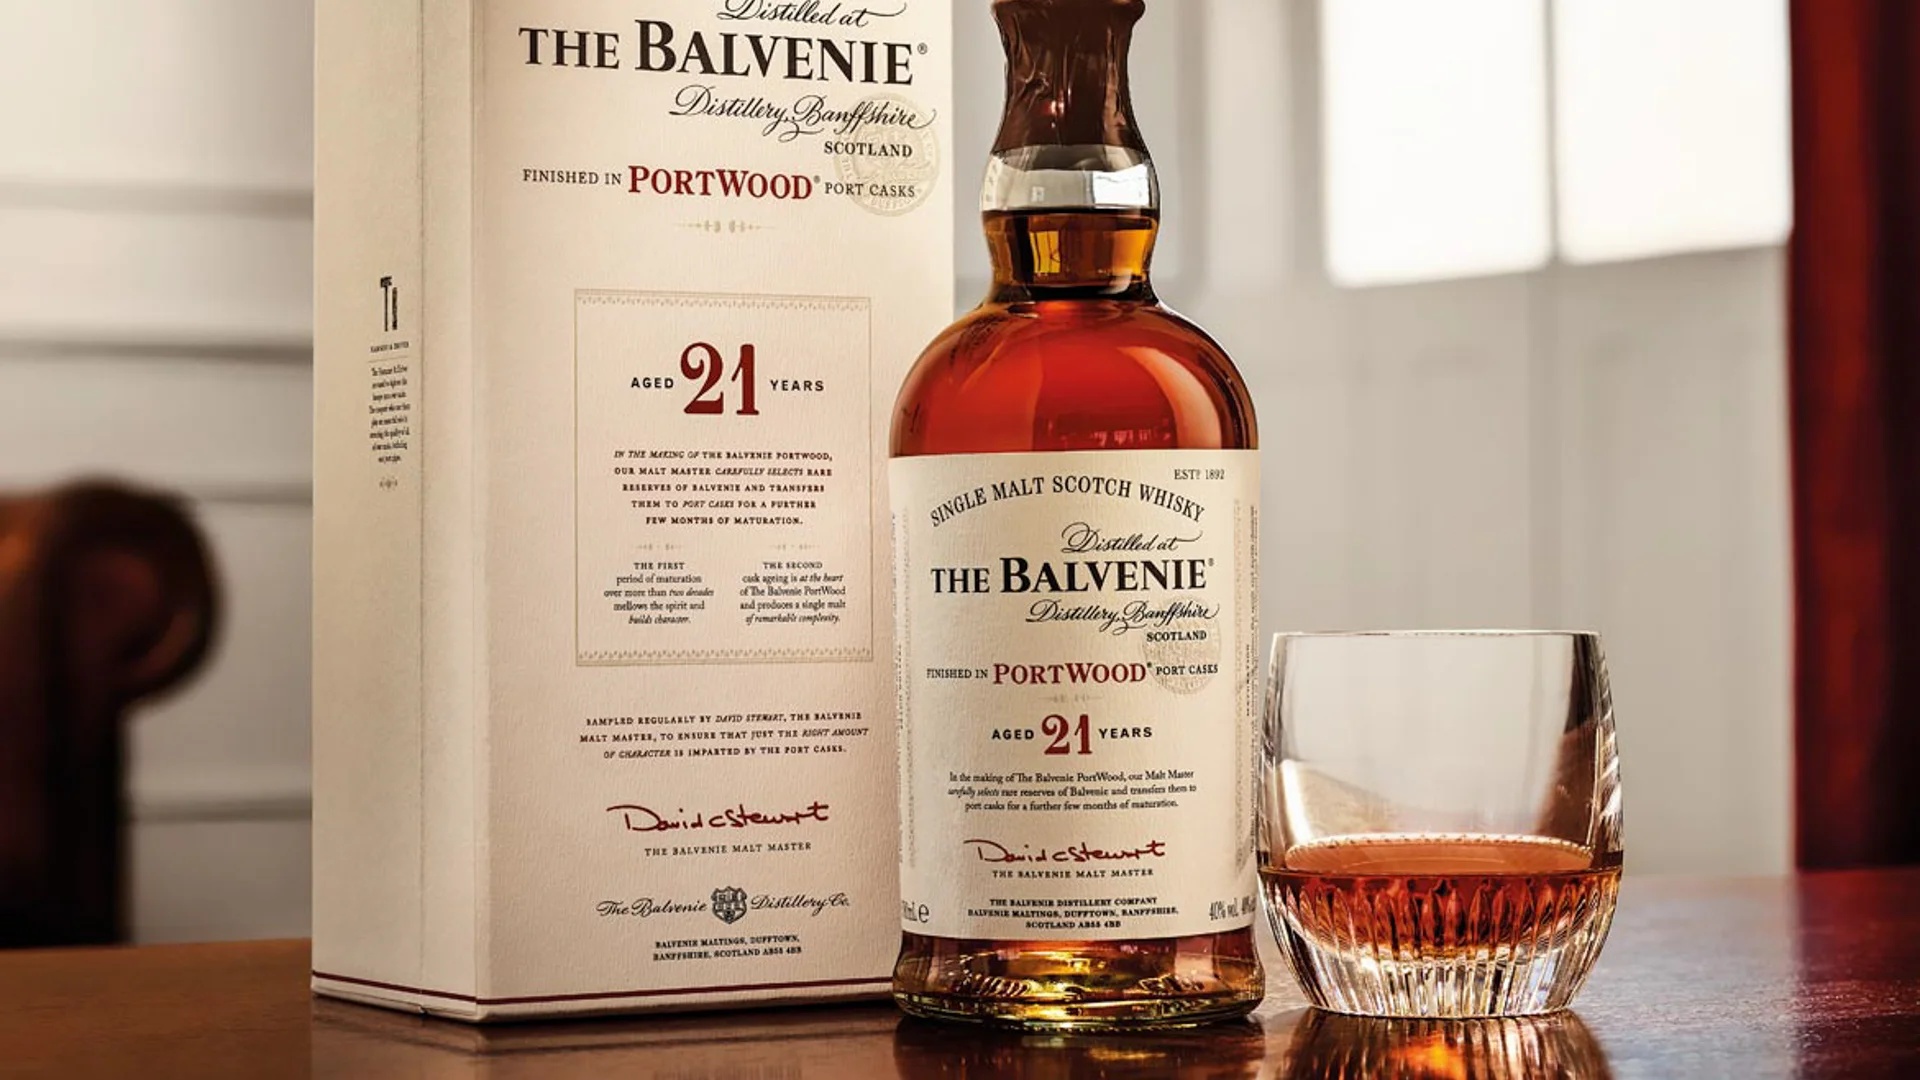 Distilled at
THE BALVENIE®
Distillery, Banffshire
SCOTLAND
FINISHED IN PORTWOOD® PORT CASKS
AGED 21 YEARS
IN THE MAKING OF THE BALVENIE PORTWOOD,
OUR MALT MASTER CAREFULLY SELECTS RARE
RESERVES OF BALVENIE AND TRANSFERS
THEM TO PORT CASKS FOR A FURTHER
FEW MONTHS OF MATURATION.
THE FIRST
period of maturation
over more than two decades
mellows the spirit and
builds character.
THE SECOND
cask ageing is at the heart
of The Balvenie PortWood
and produces a single malt
of remarkable complexity.
SAMPLED REGULARLY BY DAVID STEWART, THE BALVENIE
MALT MASTER, TO ENSURE THAT JUST THE RIGHT AMOUNT
OF CHARACTER IS IMPARTED BY THE PORT CASKS.
David C Stewart
THE BALVENIE MALT MASTER
The Balvenie Distillery Co.
BALVENIE MALTINGS, DUFFTOWN,
BANFFSHIRE, SCOTLAND AB55 4BB
ESTD 1892
SINGLE MALT SCOTCH WHISKY
Distilled at
THE BALVENIE®
Distillery, Banffshire
SCOTLAND
FINISHED IN PORTWOOD® PORT CASKS
AGED 21 YEARS
In the making of The Balvenie PortWood, our Malt Master
carefully selects rare reserves of Balvenie and transfers them to
port casks for a further few months of maturation.
David C Stewart
THE BALVENIE MALT MASTER
THE BALVENIE DISTILLERY COMPANY
BALVENIE MALTINGS, DUFFTOWN, BANFFSHIRE,
SCOTLAND AB55 4BB
40% vol.